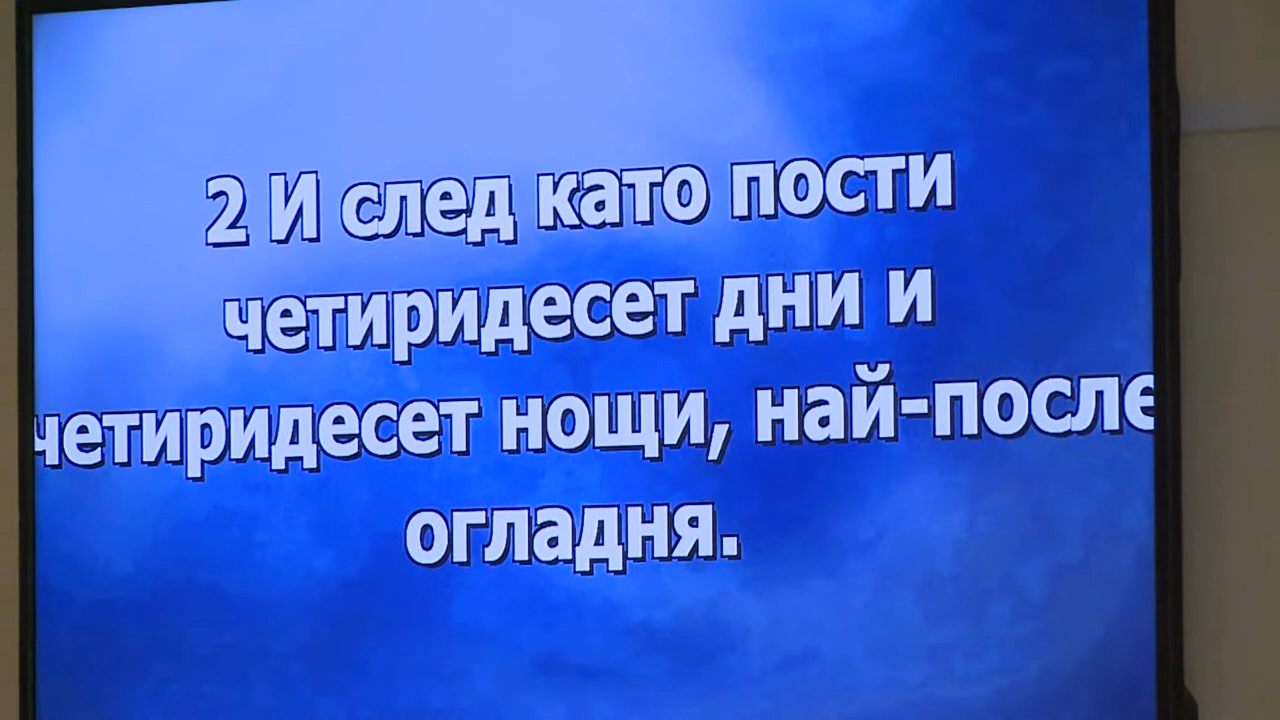 2 И след като пости
четиридесет дни и
четиридесет нощи, най-после
огладня.